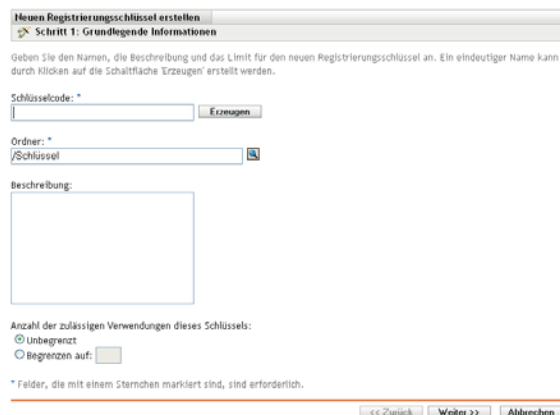 Neuen Registrierungsschlüssel erstellen
Schritt 1: Grundlegende Informationen
Geben Sie den Namen, die Beschreibung und das Limit für den neuen Registrierungsschlüssel an. Ein eindeutiger Name kann
durch Klicken auf die Schaltfläche 'Erzeugen' erstellt werden.
Schlüsselcode: *
Erzeugen
Ordner: *
/Schlüssel
Beschreibung:
Anzahl der zulässigen Verwendungen dieses Schlüssels:
Unbegrenzt
Begrenzen auf:
* Felder, die mit einem Sternchen markiert sind, sind erforderlich.
<< Zurück Weiter >> Abbrechen